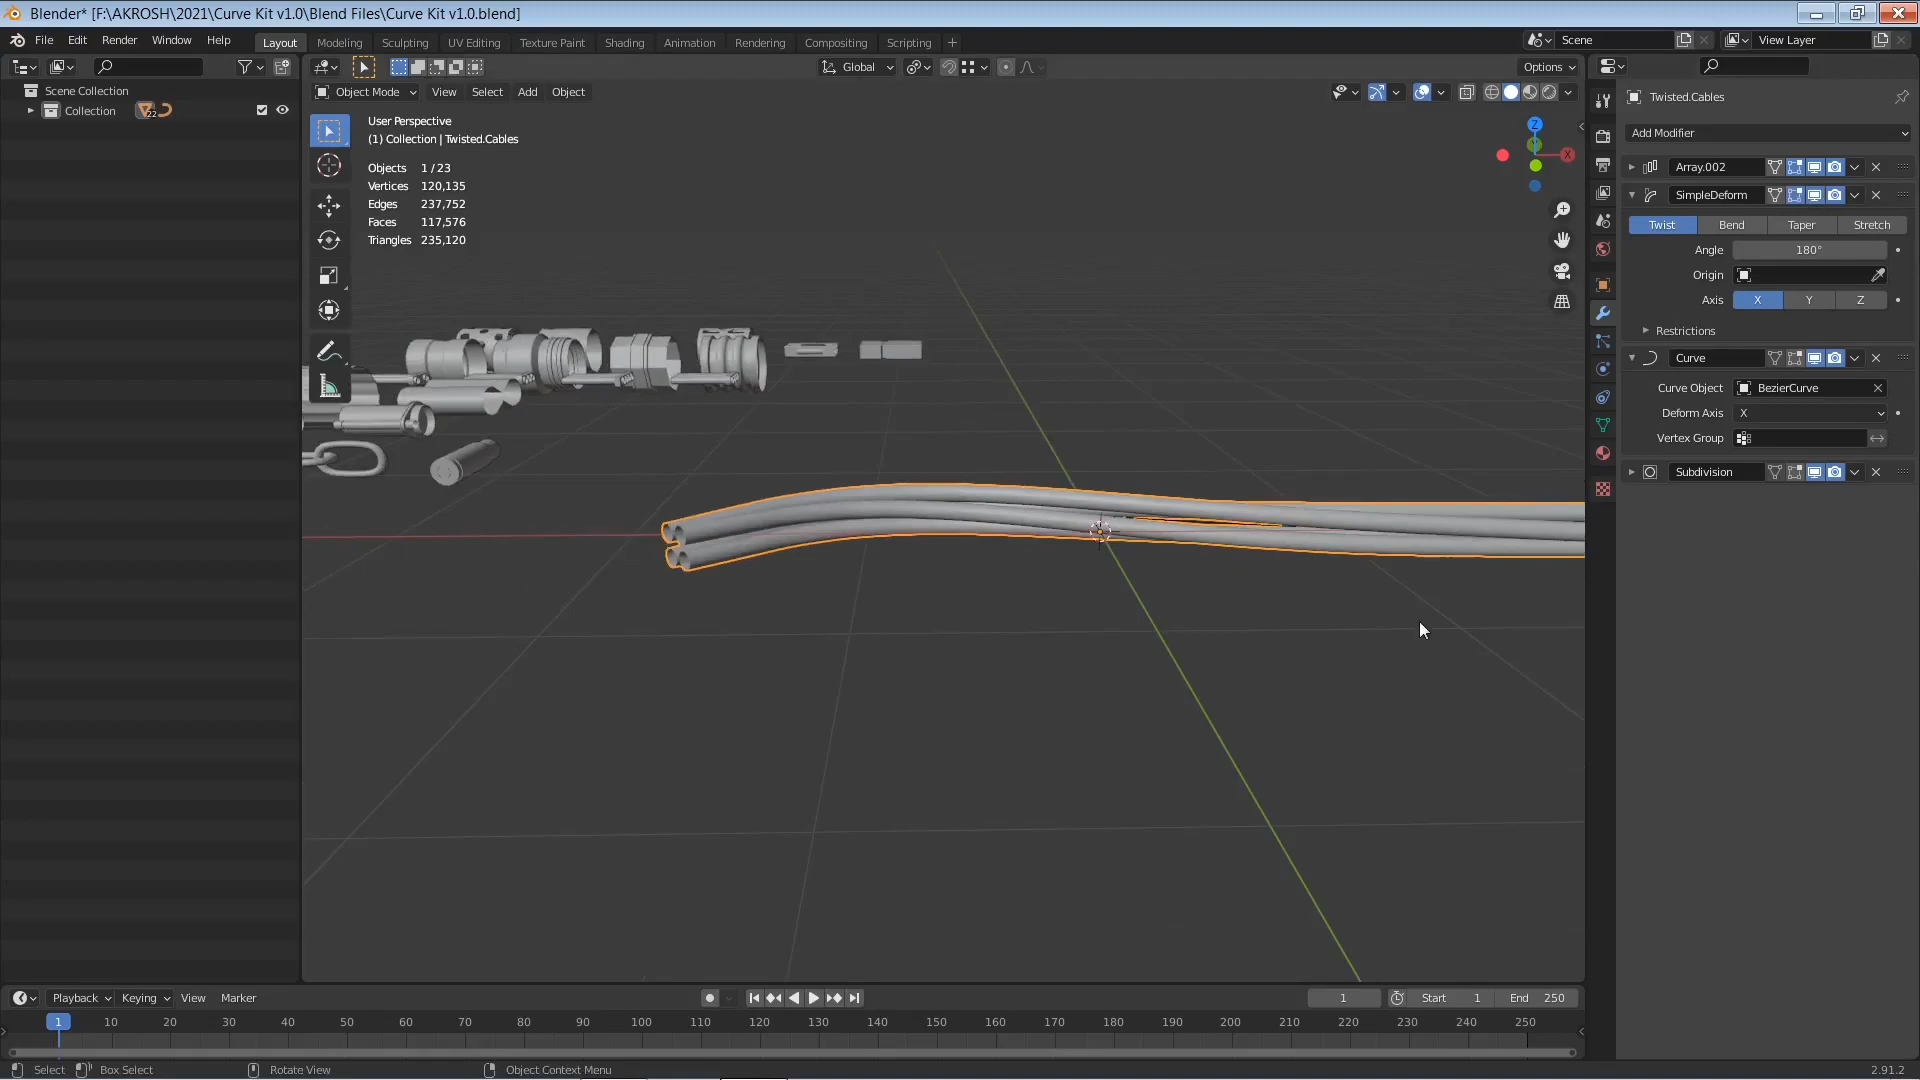 Blender* [F:\AKROSH\2021\Curve Kit v1.0\Blend Files\Curve Kit v1.0.blend]
File Edit Render Window Help Layout Modeling Sculpting UV Editing Texture Paint Shading Animation Rendering Compositing Scripting + Scene View Layer
Global Options
Object Mode View Select Add Object
Scene Collection
Collection 22
User Perspective
(1) Collection | Twisted.Cables
Objects 1 / 23
Vertices 120,135
Edges 237,752
Faces 117,576
Triangles 235,120
Z
X
Twisted.Cables
Add Modifier
Array.002
SimpleDeform
Twist Bend Taper Stretch
Angle 180°
Origin
Axis X Y Z
Restrictions
Curve
Curve Object BezierCurve
Deform Axis X
Vertex Group
Subdivision
Playback Keying View Marker 1 Start 1 End 250
1 10 20 30 40 50 60 70 80 90 100 110 120 130 140 150 160 170 180 190 200 210 220 230 240 250
Select Box Select Rotate View Object Context Menu 2.91.2